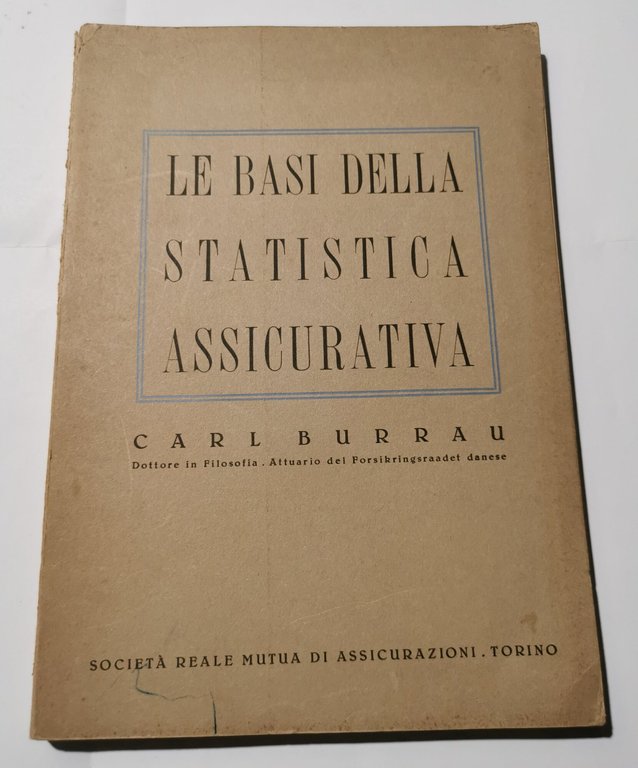 LE BASI DELLA
STATISTICA
ASSICURATIVA
CARL BURRAU
Dottore in Filosofia . Attuario del Forsikringsraadet danese
SOCIETÀ REALE MUTUA DI ASSICURAZIONI . TORINO